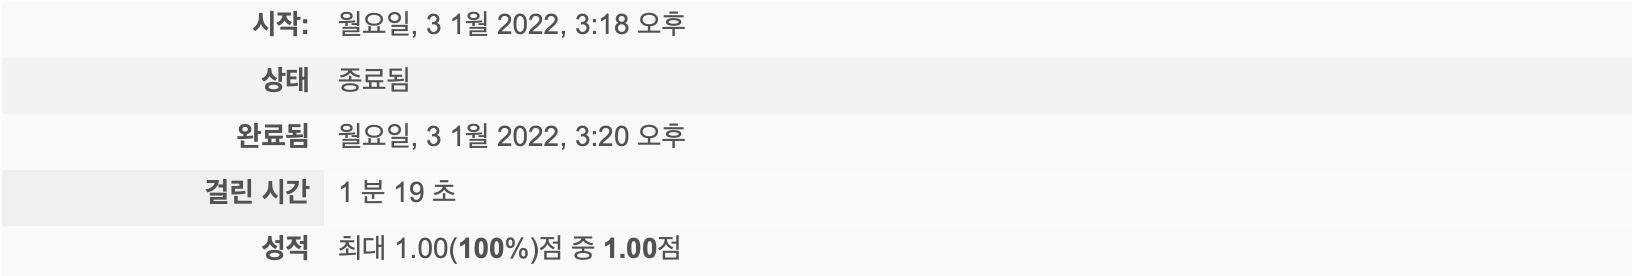 시작: 월요일, 3 1월 2022, 3:18 오후
상태 종료됨
완료됨 월요일, 3 1월 2022, 3:20 오후
걸린 시간 1 분 19 초
성적 최대 1.00(100%)점 중 1.00점